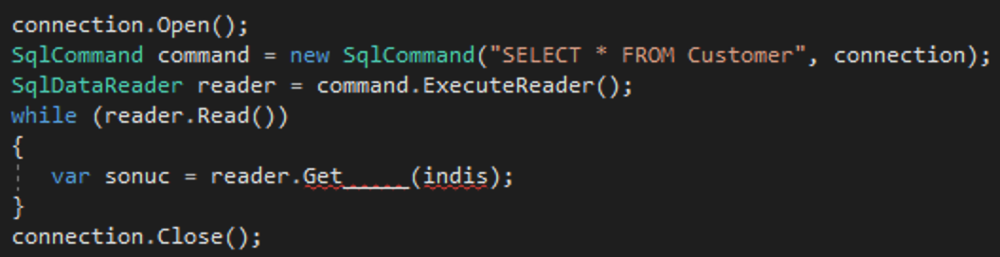 connection.Open();
SqlCommand command = new SqlCommand("SELECT * FROM Customer", connection);
SqlDataReader reader = command.ExecuteReader();
while (reader.Read())
{
var sonuc = reader.Get_____(indis);
}
connection.Close();